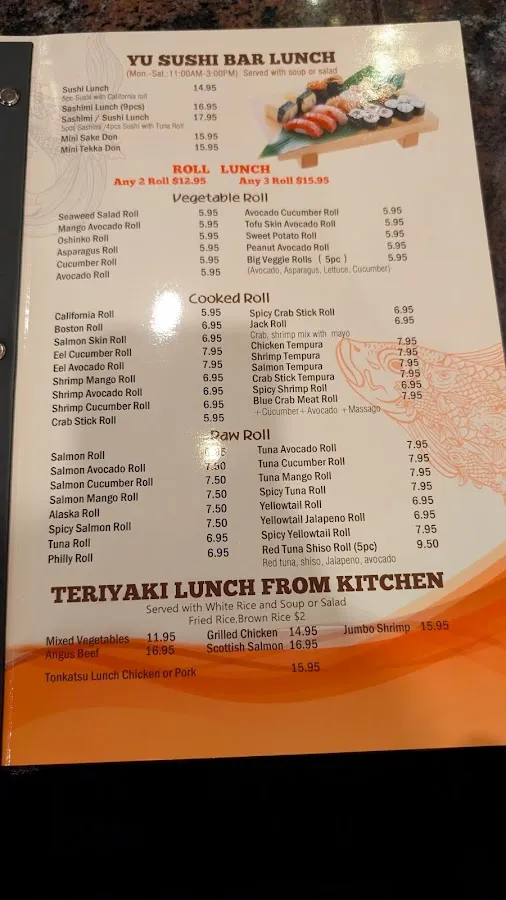 YU SUSHI BAR LUNCH
(Mon.-Sat.:11:00AM-3:00PM) Served with soup or salad
Sushi Lunch 14.95
5pc Sushi with California roll
Sashimi Lunch (9pcs) 16.95
Sashimi / Sushi Lunch 17.95
5pcs Sashimi /4pcs Sushi with Tuna Roll
Mini Sake Don 15.95
Mini Tekka Don 15.95
ROLL LUNCH
Any 2 Roll $12.95 Any 3 Roll $15.95
Vegetable Roll
Seaweed Salad Roll 5.95
Mango Avocado Roll 5.95
Oshinko Roll 5.95
Asparagus Roll 5.95
Cucumber Roll 5.95
Avocado Roll 5.95
Avocado Cucumber Roll 5.95
Tofu Skin Avocado Roll 5.95
Sweet Potato Roll 5.95
Peanut Avocado Roll 5.95
Big Veggie Rolls ( 5pc ) 5.95
(Avocado, Asparagus, Lettuce, Cucumber)
Cooked Roll
California Roll 5.95
Boston Roll 6.95
Salmon Skin Roll 6.95
Eel Cucumber Roll 7.95
Eel Avocado Roll 7.95
Shrimp Mango Roll 6.95
Shrimp Avocado Roll 6.95
Shrimp Cucumber Roll 6.95
Crab Stick Roll 5.95
Spicy Crab Stick Roll 6.95
Jack Roll 6.95
Crab, shrimp mix with mayo
Chicken Tempura 7.95
Shrimp Tempura 7.95
Salmon Tempura 7.95
Crab Stick Tempura 7.95
Spicy Shrimp Roll 6.95
Blue Crab Meat Roll 7.95
+Cucumber+Avocado +Massago
Raw Roll
Salmon Roll
Salmon Avocado Roll 7.50
Salmon Cucumber Roll 7.50
Salmon Mango Roll 7.50
Alaska Roll 7.50
Spicy Salmon Roll 7.50
Tuna Roll 6.95
Philly Roll 6.95
Tuna Avocado Roll 7.95
Tuna Cucumber Roll 7.95
Tuna Mango Roll 7.95
Spicy Tuna Roll 7.95
Yellowtail Roll 6.95
Yellowtail Jalapeno Roll 6.95
Spicy Yellowtail Roll 7.95
Red Tuna Shiso Roll (5pc) 9.50
Red tuna, shiso, Jalapeno, avocado
TERIYAKI LUNCH FROM KITCHEN
Served with White Rice and Soup or Salad
Fried Rice,Brown Rice $2
Mixed Vegetables 11.95 Grilled Chicken 14.95 Jumbo Shrimp 15.95
Angus Beef 16.95 Scottish Salmon 16.95
Tonkatsu Lunch Chicken or Pork 15.95